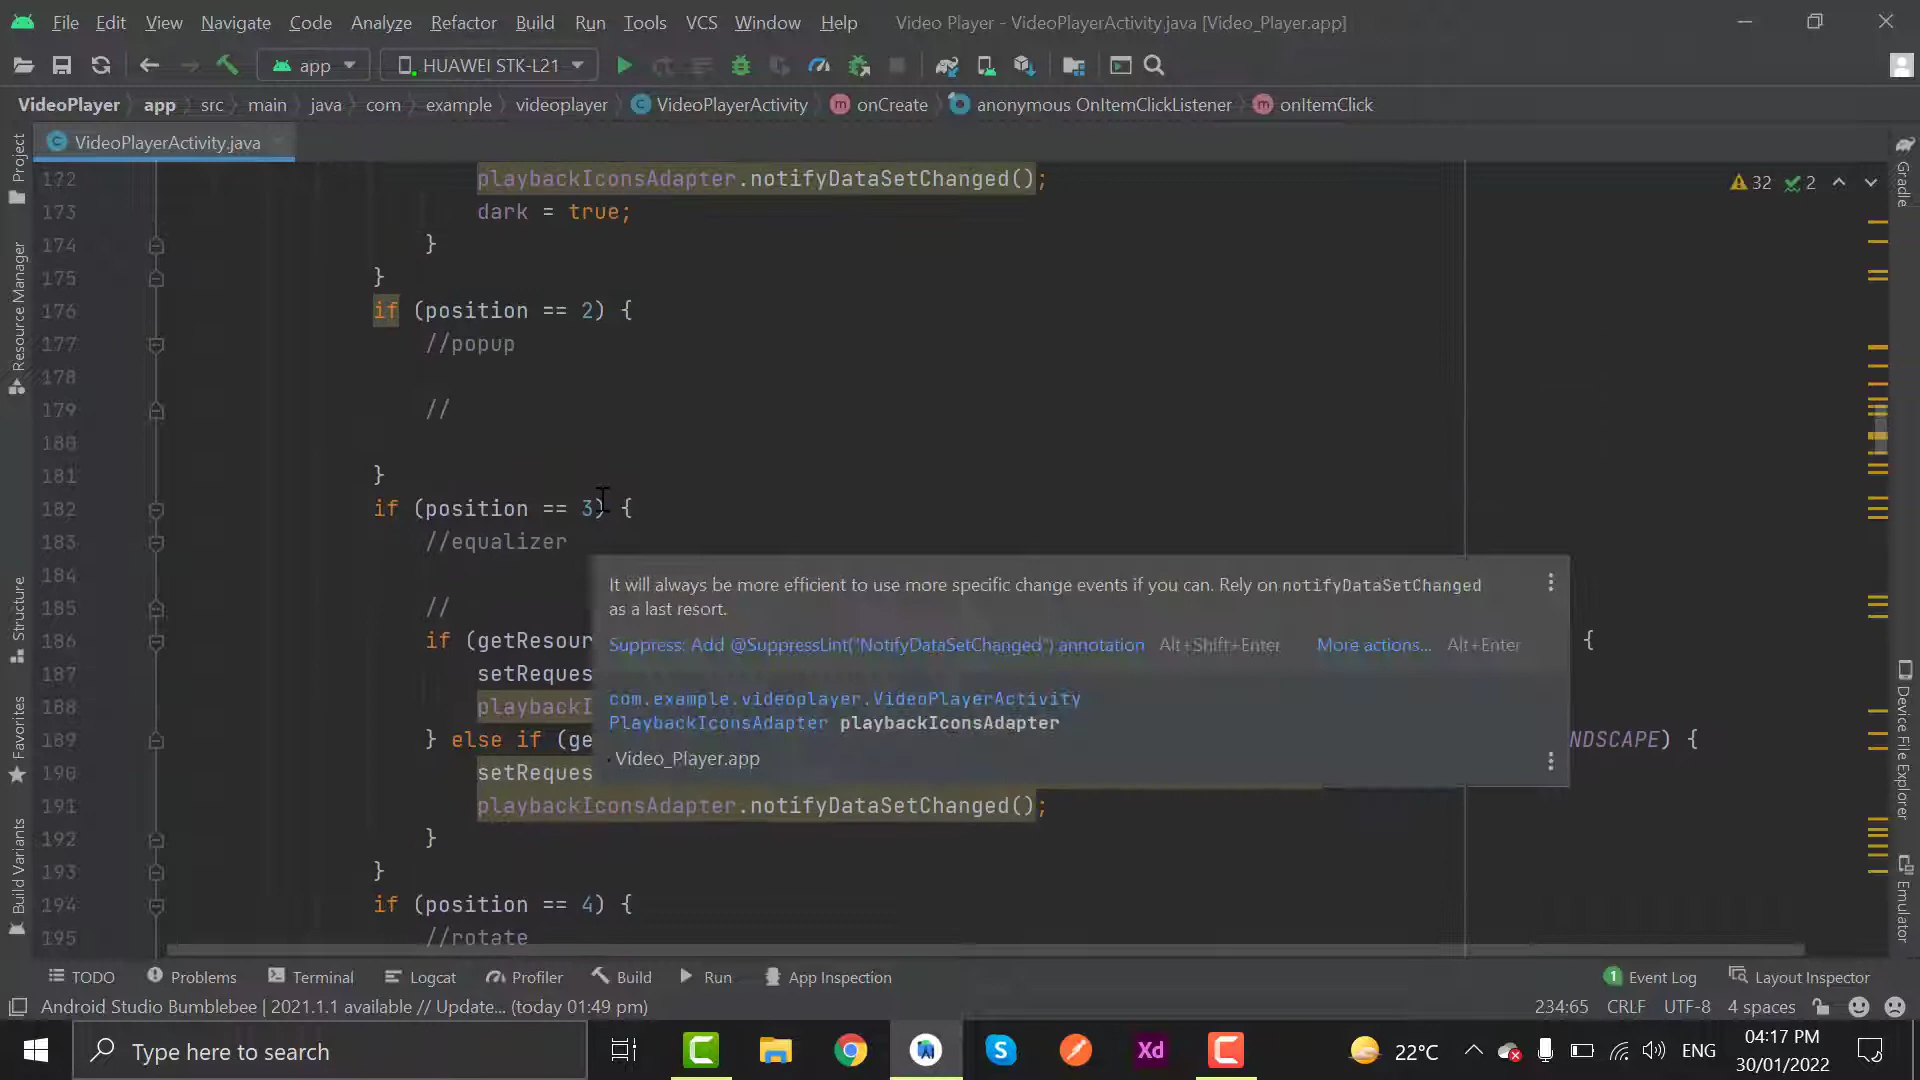 File Edit View Navigate Code Analyze Refactor Build Run Tools VCS Window Help Video Player - VideoPlayerActivity.java [Video_Player.app]
app HUAWEI STK-L21
VideoPlayer app src main java com example videoplayer VideoPlayerActivity onCreate anonymous OnItemClickListener onItemClick
VideoPlayerActivity.java
32 2
172 playbackIconsAdapter.notifyDataSetChanged();
173 dark = true;
174 }
175 }
176 if (position == 2) {
177 //popup
178
179 //
180
181 }
182 if (position == 3) {
183 //equalizer
184
185 //
186 if (getResour {
187 setReques
188 playbackI
189 } else if (ge NDSCAPE) {
190 setReques
191 playbackIconsAdapter.notifyDataSetChanged();
192 }
193 }
194 if (position == 4) {
195 //rotate
It will always be more efficient to use more specific change events if you can. Rely on notifyDataSetChanged
as a last resort.
Suppress: Add @SuppressLint("NotifyDataSetChanged") annotation Alt+Shift+Enter More actions... Alt+Enter
com.example.videoplayer.VideoPlayerActivity
PlaybackIconsAdapter playbackIconsAdapter
Video_Player.app
Project
Resource Manager
Structure
Favorites
Build Variants
Gradle
Device File Explorer
Emulator
TODO Problems Terminal Logcat Profiler Build Run App Inspection 1 Event Log Layout Inspector
Android Studio Bumblebee | 2021.1.1 available // Update... (today 01:49 pm) 234:65 CRLF UTF-8 4 spaces
Type here to search
Xd
22°C
ENG
04:17 PM
30/01/2022